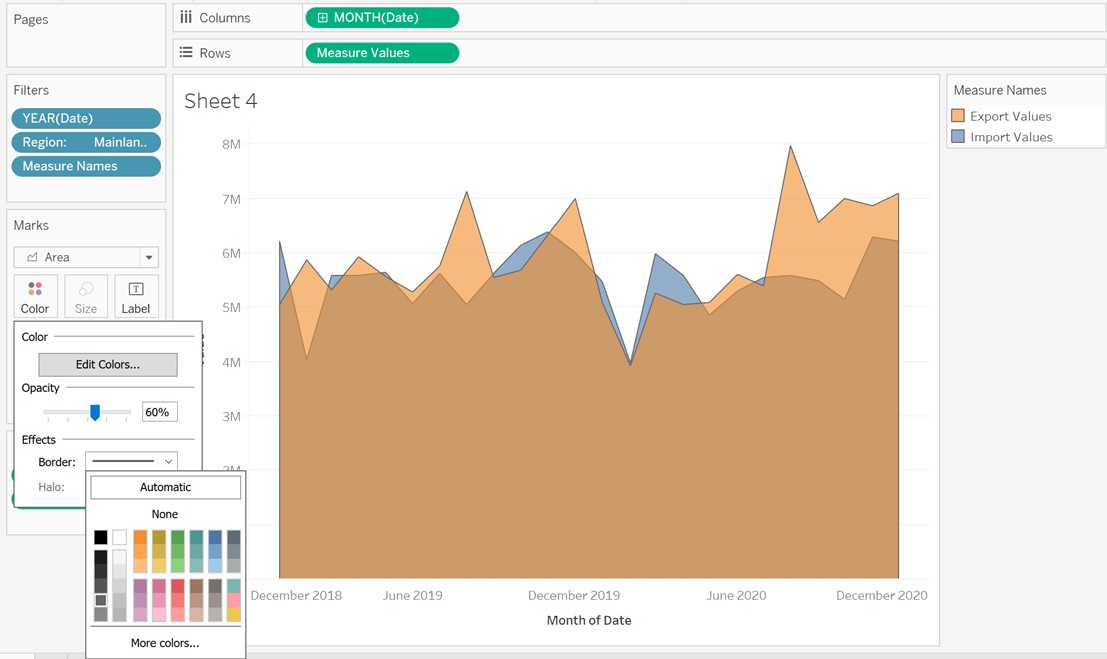 Pages
Columns
MONTH(Date)
Rows
Measure Values
Filters
YEAR(Date)
Region: Mainlan..
Measure Names
Marks
Area
Color
Size
Label
Color
Edit Colors...
Opacity
60%
Effects
Border:
Halo:
Automatic
None
More colors...
Sheet 4
8M
7M
6M
5M
4M
3M
December 2018
June 2019
December 2019
June 2020
December 2020
Month of Date
Measure Names
Export Values
Import Values